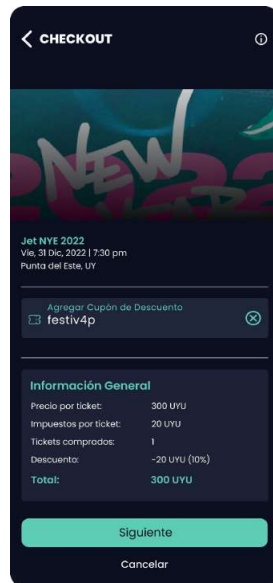 CHECKOUT
NEW
YEAR
2022
Jet NYE 2022
Vie, 31 Dic, 2022 | 7:30 pm
Punta del Este, UY
Agregar Cupón de Descuento
festiv4p
Información General
Precio por ticket: 300 UYU
Impuestos por ticket: 20 UYU
Tickets comprados: 1
Descuento: -20 UYU (10%)
Total: 300 UYU
Siguiente
Cancelar